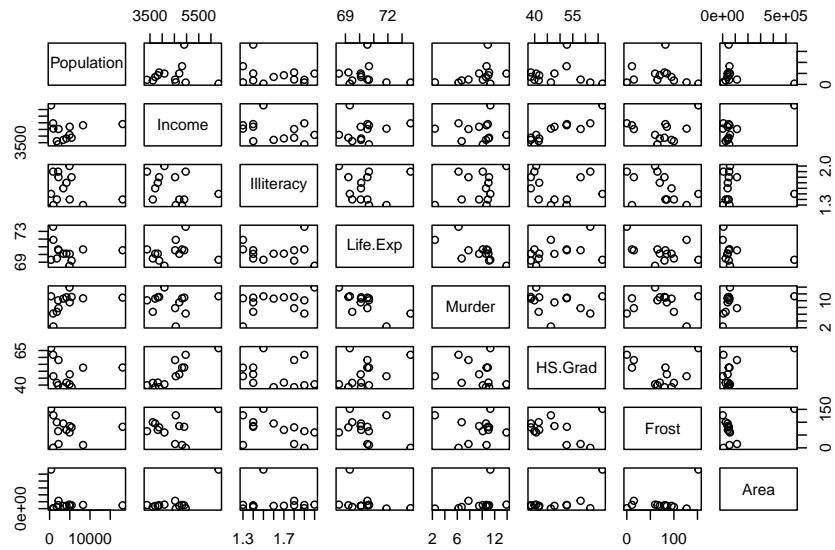 3500 5500 69 72 40 55 0e+00 5e+05
Population 0
3500 Income
Illiteracy 1.3 2.0
69 73 Life.Exp
Murder 2 10
40 65 HS.Grad
Frost 0 150
0e+00 Area
0 10000 1.3 1.7 2 6 12 0 100